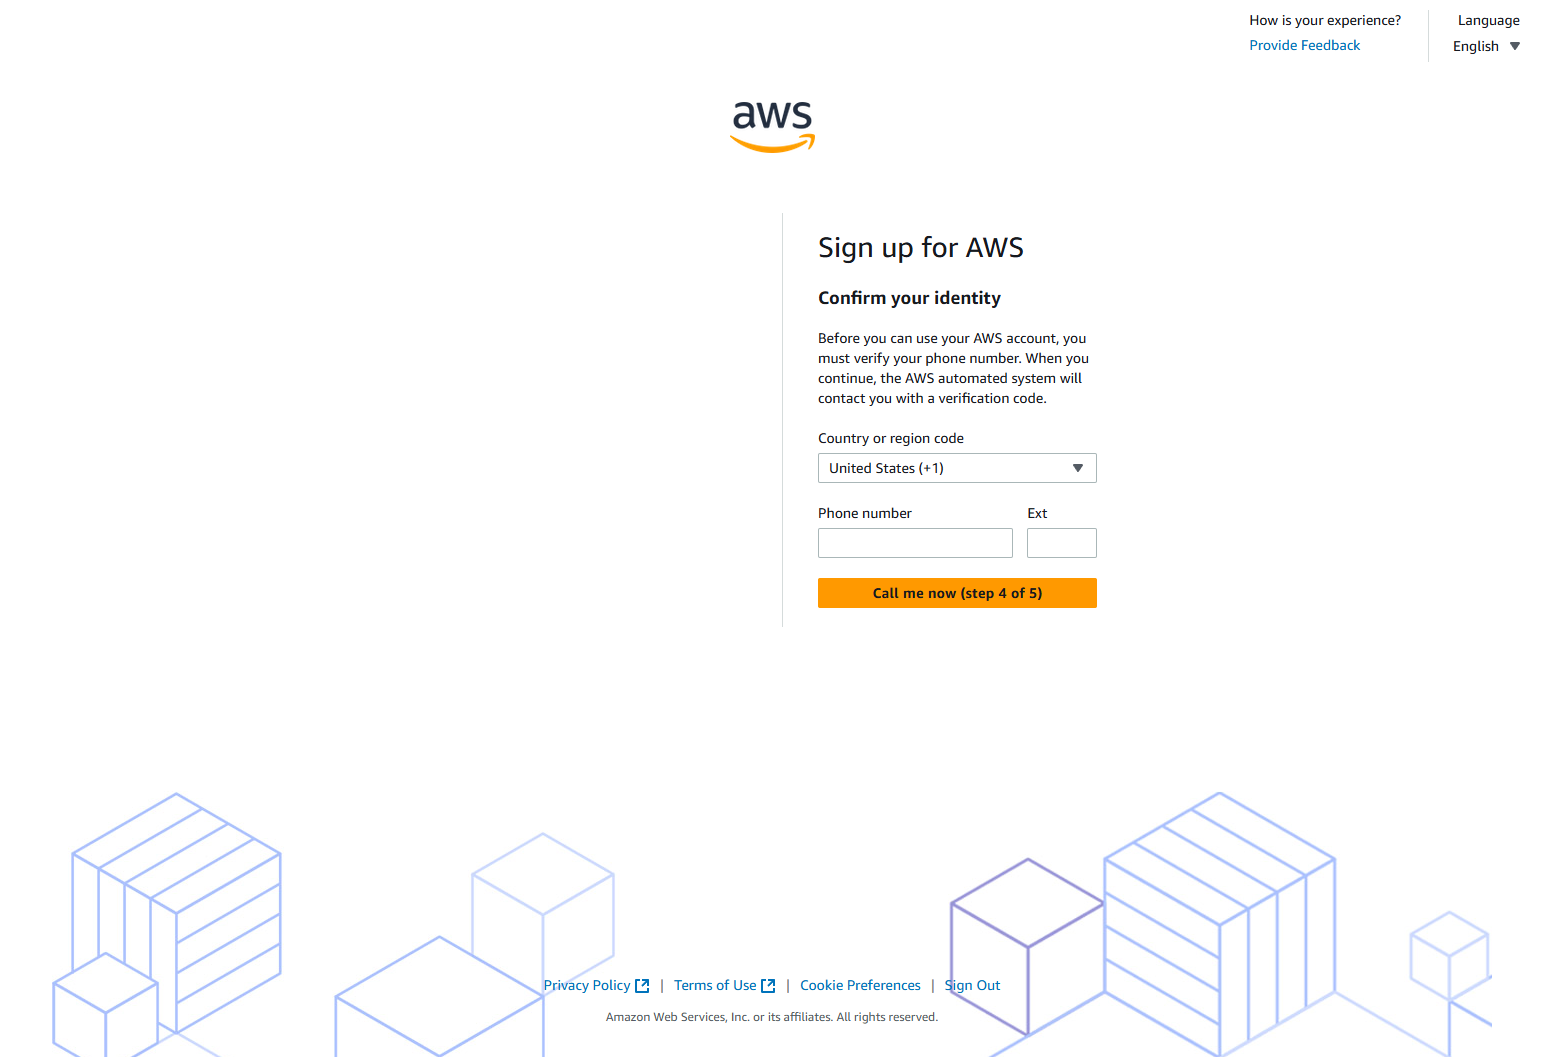 How is your experience?
Provide Feedback
Language
English
aws
Sign up for AWS
Confirm your identity
Before you can use your AWS account, you
must verify your phone number. When you
continue, the AWS automated system will
contact you with a verification code.
Country or region code
United States (+1)
Phone number
Ext
Call me now (step 4 of 5)
Privacy Policy | Terms of Use | Cookie Preferences | Sign Out
Amazon Web Services, Inc. or its affiliates. All rights reserved.